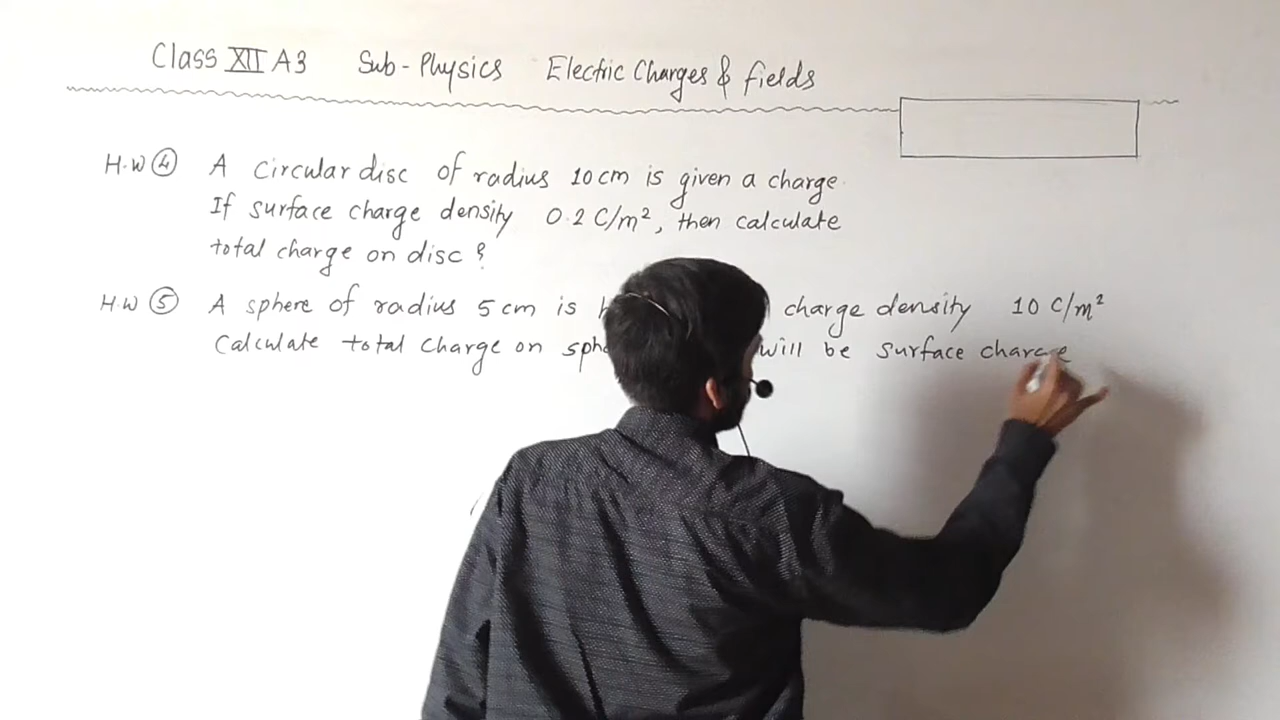 Class XII A3 Sub-Physics Electric Charges & fields
H.W ④ A Circular disc of radius 10 cm is given a charge.
If surface charge density 0.2 C/m², then calculate
total charge on disc ?
H.W ⑤ A sphere of radius 5 cm is charge density 10 C/m²
Calculate total charge on will be surface charge